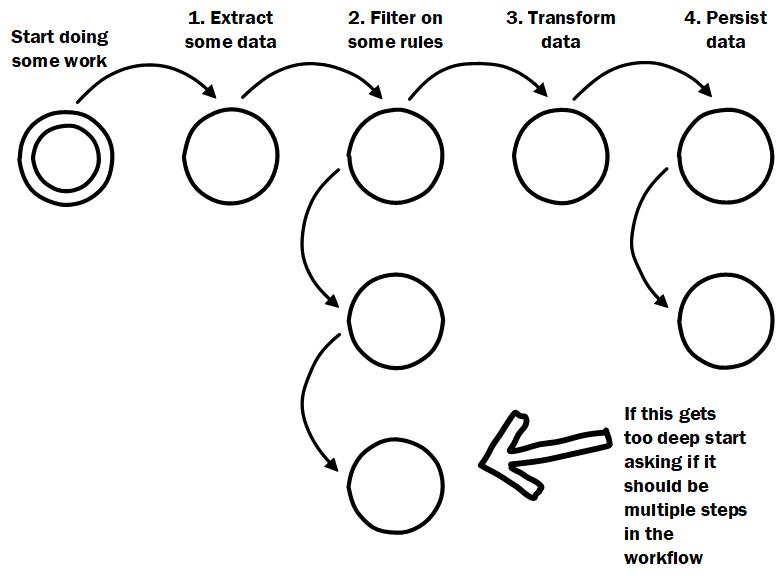 Start doing
some work
1. Extract
some data
2. Filter on
some rules
3. Transform
data
4. Persist
data
If this gets
too deep start
asking if it
should be
multiple steps
in the
workflow